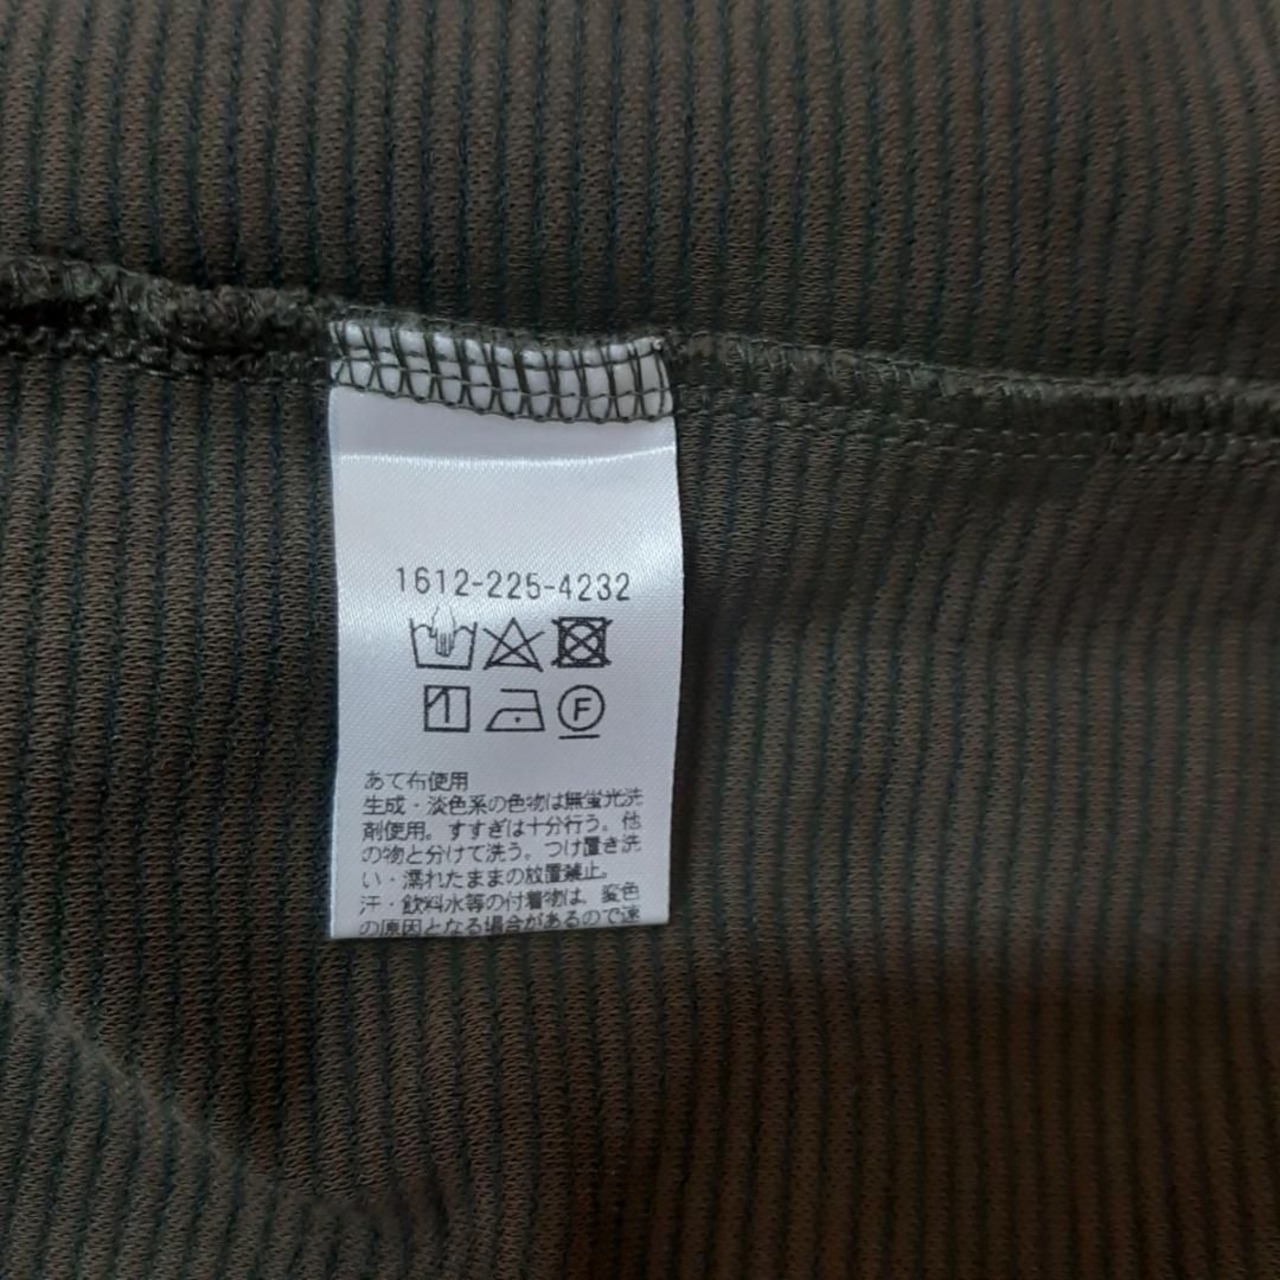 1612-225-4232
F
あて布使用
生成・淡色系の色物は無蛍光洗
剤使用。すすぎは十分行う。他
の物と分けて洗う。つけ置き洗
い・濡れたままの放置禁止。
汗・飲料水等の付着物は、変色
の原因となる場合があるので速